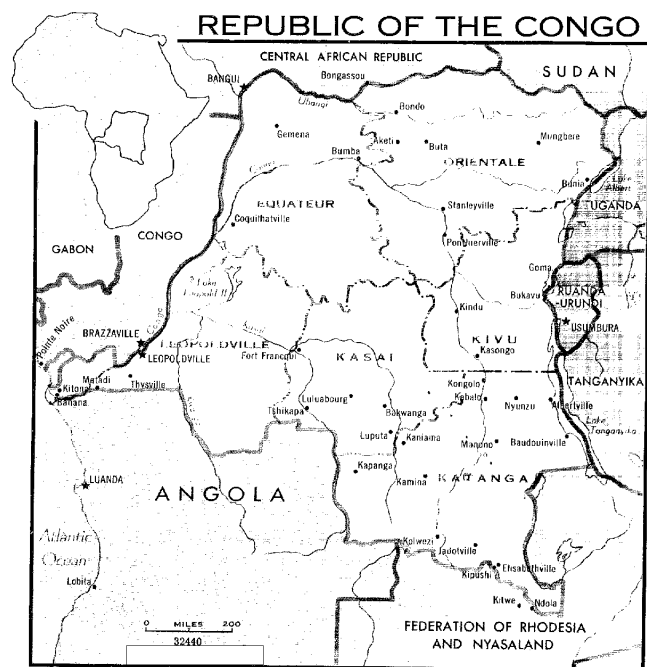 REPUBLIC OF THE CONGO
CENTRAL AFRICAN REPUBLIC
SUDAN
BANGUI
Bongassou
Ubangi
Bondo
Gemena
Aketi
Buta
Mungbere
Bumba
ORIENTALE
Congo
Bunia
Lake
Albert
EQUATEUR
UGANDA
Stanleyville
Coquilhatville
CONGO
Ponthierville
GABON
Goma
Lake
Leopold II
Bukavu
RUANDA
-URUNDI
Kindu
USUMBURA
Pointe Noire
BRAZZAVILLE
Congo
LEOPOLDVILLE
LEOPOLDVILLE
Kasai
Fort Francqui
KASAI
KIVU
Kasongo
Kitona
Matadi
Thysville
Banana
Kongolo
Kabalo
Nyunzu
Albertville
TANGANYIKA
Luluabourg
Tshikapa
Bakwanga
Luputa
Kaniama
Manono
Baudouinville
Lake
Tanganyika
Kapanga
Kamina
KATANGA
LUANDA
ANGOLA
Atlantic
Ocean
Kolwezi
Jadotville
Kipushi
Elisabethville
Lobito
Kitwe
Ndola
0 MILES 200
32440
FEDERATION OF RHODESIA
AND NYASALAND